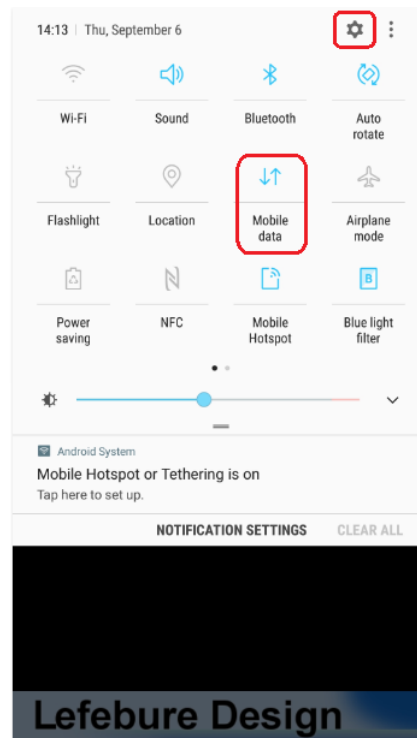 14:13 | Thu, September 6
Wi-Fi
Sound
Bluetooth
Auto
rotate
Flashlight
Location
Mobile
data
Airplane
mode
Power
saving
NFC
Mobile
Hotspot
B
Blue light
filter
Android System
Mobile Hotspot or Tethering is on
Tap here to set up.
NOTIFICATION SETTINGS CLEAR ALL
Lefebure Design